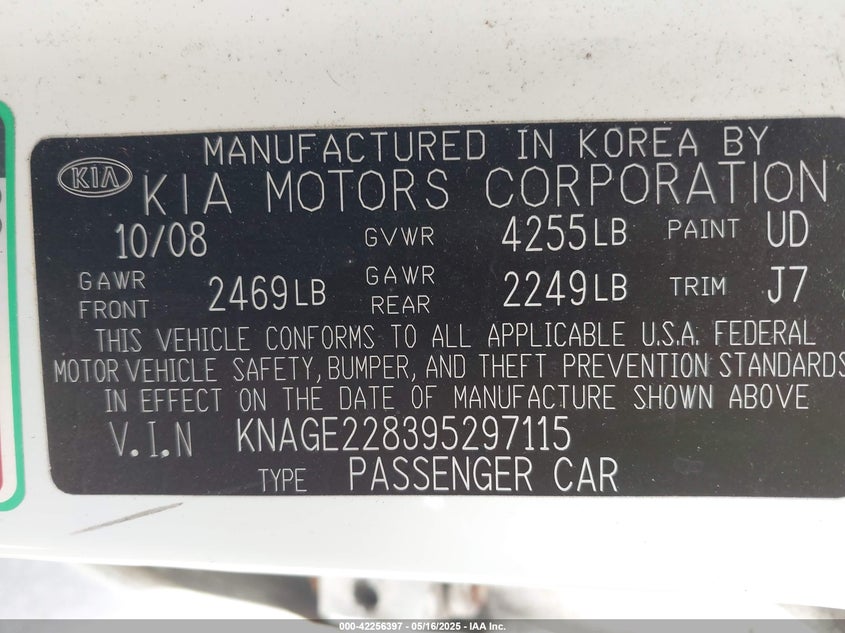 MANUFACTURED IN KOREA BY
KIA KIA MOTORS CORPORATION
10/08 GVWR 4255LB PAINT UD
GAWR FRONT 2469LB GAWR REAR 2249LB TRIM J7
THIS VEHICLE CONFORMS TO ALL APPLICABLE U.S.A. FEDERAL
MOTOR VEHICLE SAFETY, BUMPER, AND THEFT PREVENTION STANDARDS
IN EFFECT ON THE DATE OF MANUFACTURE SHOWN ABOVE
V.I.N KNAGE228395297115
TYPE PASSENGER CAR
000-42256397 - 05/16/2025 - IAA Inc.